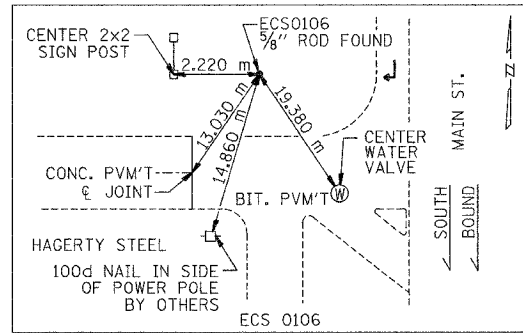 CENTER 2x2
SIGN POST
ECS0106
5/8" ROD FOUND
2.220 m
13.030 m
14.860 m
19.380 m
CENTER
WATER
VALVE
W
CONC. PVM'T
℄ JOINT
BIT. PVM'T
HAGERTY STEEL
100d NAIL IN SIDE
OF POWER POLE
BY OTHERS
MAIN ST.
SOUTH
BOUND
ECS 0106